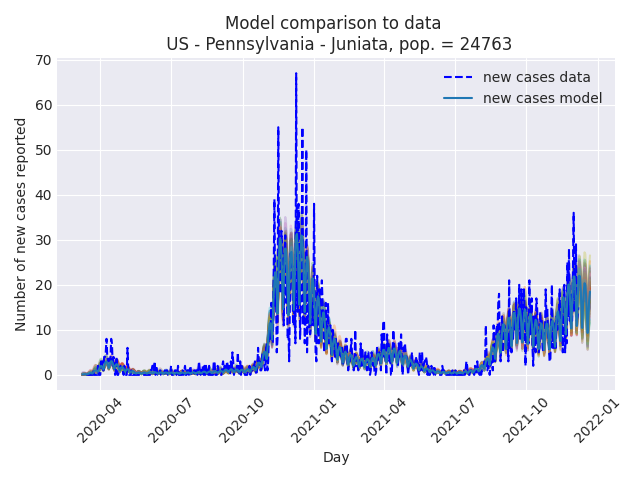 Model comparison to data
US - Pennsylvania - Juniata, pop. = 24763
new cases data
new cases model
Number of new cases reported
70
60
50
40
30
20
10
0
2020-04
2020-07
2020-10
2021-01
2021-04
2021-07
2021-10
2022-01
Day